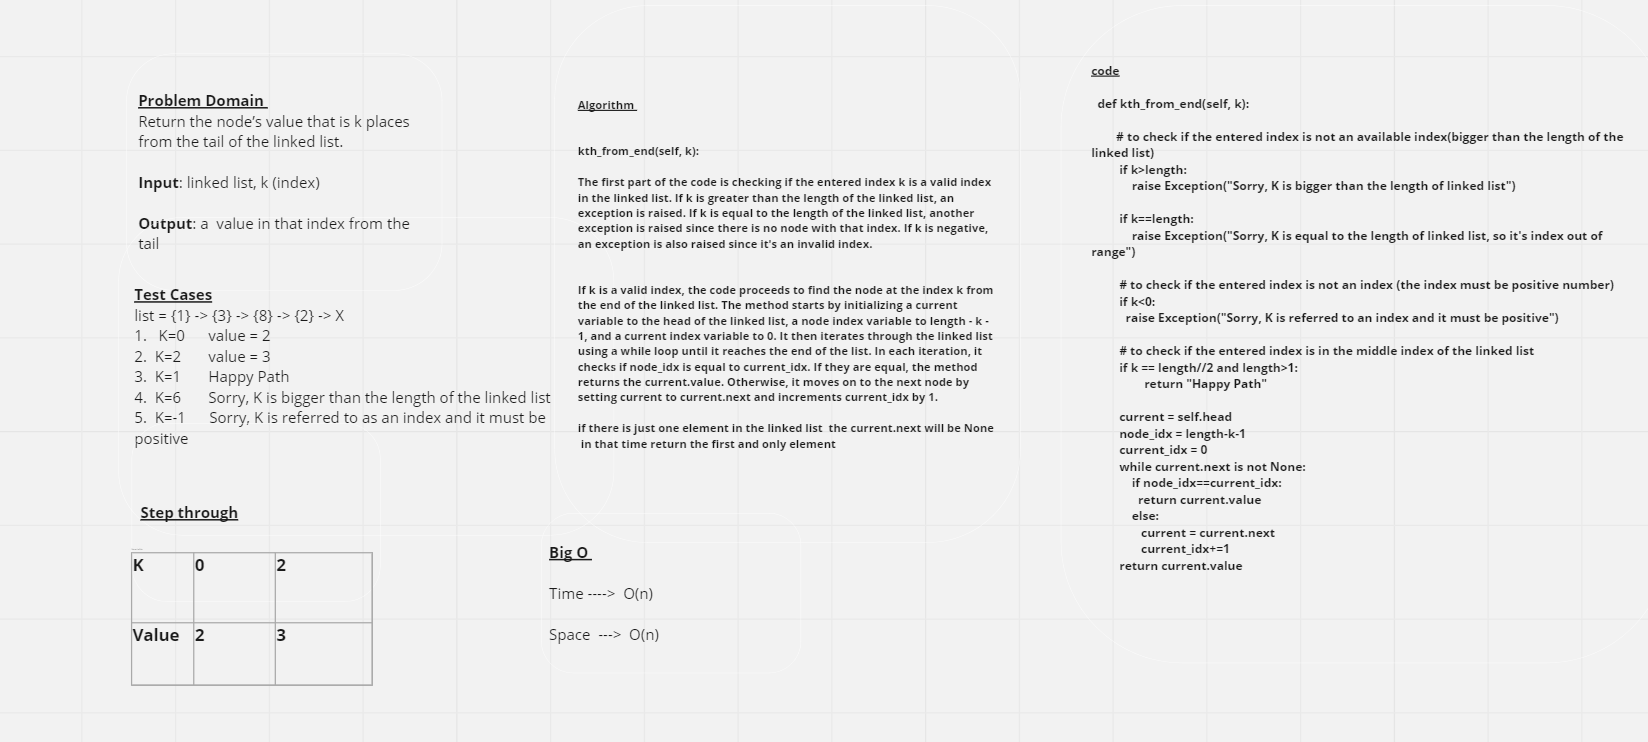 Problem Domain
Return the node's value that is k places
from the tail of the linked list.
Input: linked list, k (index)
Output: a  value in that index from the
tail
Test Cases
list = {1} -> {3} -> {8} -> {2} -> X
1.   K=0      value = 2
2.  K=2      value = 3
3.  K=1      Happy Path
4.  K=6      Sorry, K is bigger than the length of the linked list
5.  K=-1      Sorry, K is referred to as an index and it must be
positive
Step through
K 0 2
Value 2 3
Algorithm
kth_from_end(self, k):
The first part of the code is checking if the entered index k is a valid index
in the linked list. If k is greater than the length of the linked list, an
exception is raised. If k is equal to the length of the linked list, another
exception is raised since there is no node with that index. If k is negative,
an exception is also raised since it's an invalid index.
If k is a valid index, the code proceeds to find the node at the index k from
the end of the linked list. The method starts by initializing a current
variable to the head of the linked list, a node index variable to length - k -
1, and a current index variable to 0. It then iterates through the linked list
using a while loop until it reaches the end of the list. In each iteration, it
checks if node_idx is equal to current_idx. If they are equal, the method
returns the current.value. Otherwise, it moves on to the next node by
setting current to current.next and increments current_idx by 1.
if there is just one element in the linked list  the current.next will be None
in that time return the first and only element
Big O
Time ---->  O(n)
Space  --->  O(n)
code
def kth_from_end(self, k):
# to check if the entered index is not an available index(bigger than the length of the
linked list)
if k>length:
raise Exception("Sorry, K is bigger than the length of linked list")
if k==length:
raise Exception("Sorry, K is equal to the length of linked list, so it's index out of
range")
# to check if the entered index is not an index (the index must be positive number)
if k<0:
raise Exception("Sorry, K is referred to an index and it must be positive")
# to check if the entered index is in the middle index of the linked list
if k == length//2 and length>1:
return "Happy Path"
current = self.head
node_idx = length-k-1
current_idx = 0
while current.next is not None:
if node_idx==current_idx:
return current.value
else:
current = current.next
current_idx+=1
return current.value